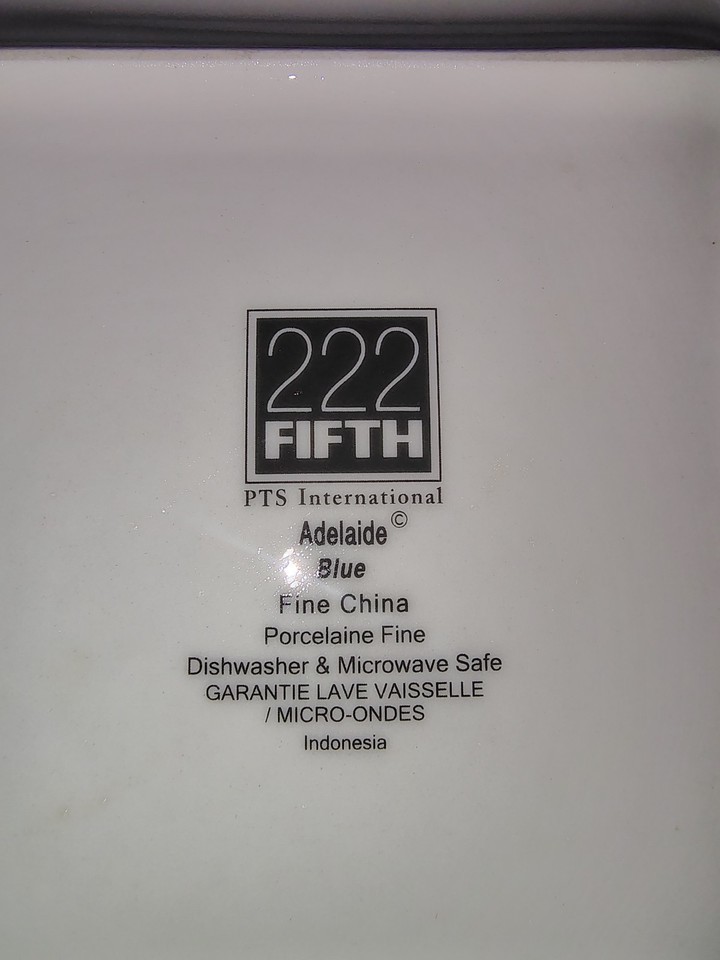 222
FIFTH
PTS International
Adelaide©
Blue
Fine China
Porcelaine Fine
Dishwasher & Microwave Safe
GARANTIE LAVE VAISSELLE
/ MICRO-ONDES
Indonesia